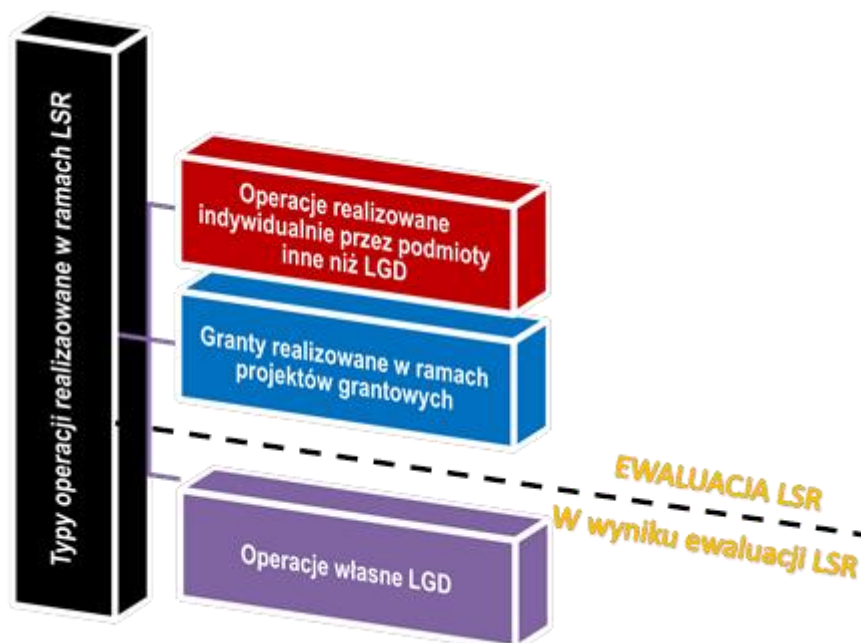 Typy operacji realizaowane w ramach LSR
Operacje realizowane
indywidualnie przez podmioty
inne niż LGD
Granty realizowane w ramach
projektów grantowych
EWALUACJA LSR
W wyniku ewaluacji LSR
Operacje własne LGD